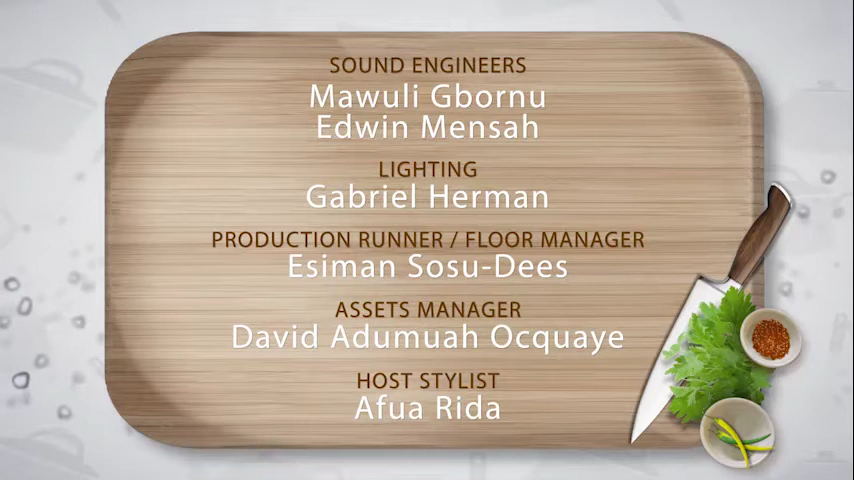 SOUND ENGINEERS
Mawuli Gbornu
Edwin Mensah
LIGHTING
Gabriel Herman
PRODUCTION RUNNER / FLOOR MANAGER
Esiman Sosu-Dees
ASSETS MANAGER
David Adumuah Ocquaye
HOST STYLIST
Afua Rida